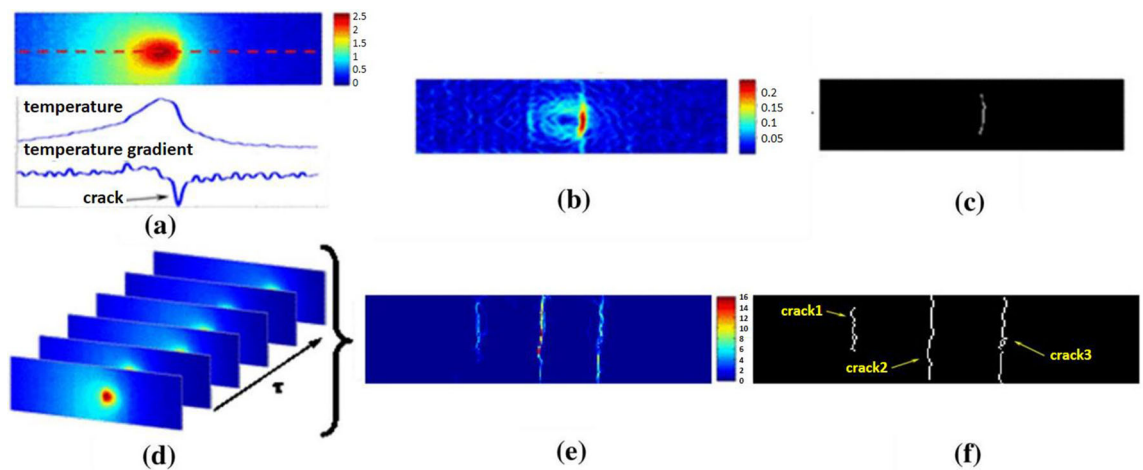 2.5
2
1.5
1
0.5
0
temperature
temperature gradient
crack
(a)
0.2
0.15
0.1
0.05
(b)
(c)
τ
(d)
16
14
12
10
8
6
4
2
0
(e)
crack1
crack2
crack3
(f)